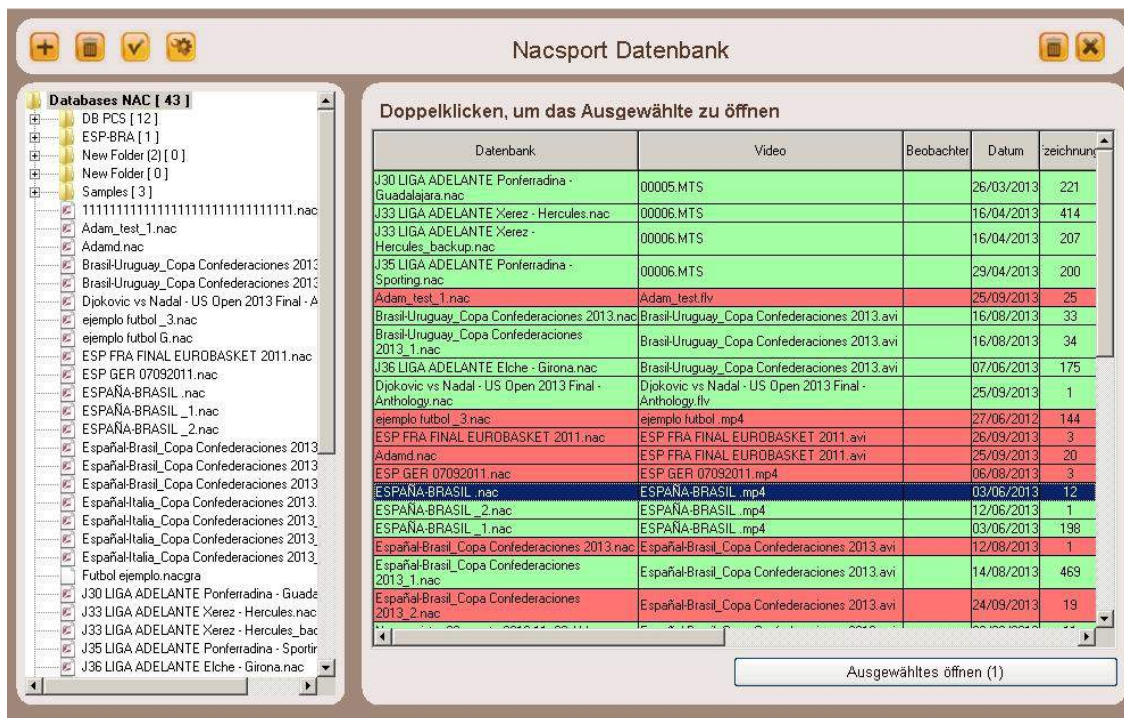 Nacsport Datenbank
Databases NAC [ 43 ]
DB PCS [ 12 ]
ESP-BRA [ 1 ]
New Folder (2) [ 0 ]
New Folder [ 0 ]
Samples [ 3 ]
11111111111111111111111111111111.nac
Adam_test_1.nac
Adamd.nac
Brasil-Uruguay_Copa Confederaciones 2013
Brasil-Uruguay_Copa Confederaciones 2013
Djokovic vs Nadal - US Open 2013 Final - A
ejemplo futbol _3.nac
ejemplo futbol G.nac
ESP FRA FINAL EUROBASKET 2011.nac
ESP GER 07092011.nac
ESPAÑA-BRASIL .nac
ESPAÑA-BRASIL _1.nac
ESPAÑA-BRASIL _2.nac
Español-Brasil_Copa Confederaciones 2013
Español-Brasil_Copa Confederaciones 2013
Español-Brasil_Copa Confederaciones 2013
Español-Italia_Copa Confederaciones 2013.
Español-Italia_Copa Confederaciones 2013_
Español-Italia_Copa Confederaciones 2013_
Español-Italia_Copa Confederaciones 2013_
Futbol ejemplo.nacgra
J30 LIGA ADELANTE Ponferradina - Guada
J33 LIGA ADELANTE Xerez - Hercules.nac
J33 LIGA ADELANTE Xerez - Hercules_bac
J35 LIGA ADELANTE Ponferradina - Sportin
J36 LIGA ADELANTE Elche - Girona.nac
Doppelklicken, um das Ausgewählte zu öffnen
Datenbank Video Beobachter Datum zeichnung
J30 LIGA ADELANTE Ponferradina -
Guadalajara.nac 00005.MTS 26/03/2013 221
J33 LIGA ADELANTE Xerez - Hercules.nac 00006.MTS 16/04/2013 414
J33 LIGA ADELANTE Xerez -
Hercules_backup.nac 00006.MTS 16/04/2013 207
J35 LIGA ADELANTE Ponferradina -
Sporting.nac 00006.MTS 29/04/2013 200
Adam_test_1.nac Adam_test.flv 25/09/2013 25
Brasil-Uruguay_Copa Confederaciones 2013.nac Brasil-Uruguay_Copa Confederaciones 2013.avi 16/08/2013 33
Brasil-Uruguay_Copa Confederaciones
2013_1.nac Brasil-Uruguay_Copa Confederaciones 2013.avi 16/08/2013 34
J36 LIGA ADELANTE Elche - Girona.nac Brasil-Uruguay_Copa Confederaciones 2013.avi 07/06/2013 175
Djokovic vs Nadal - US Open 2013 Final -
Anthology.nac Djokovic vs Nadal - US Open 2013 Final -
Anthology.flv 25/09/2013 1
ejemplo futbol _3.nac ejemplo futbol .mp4 27/06/2012 144
ESP FRA FINAL EUROBASKET 2011.nac ESP FRA FINAL EUROBASKET 2011.avi 26/09/2013 3
Adamd.nac ESP FRA FINAL EUROBASKET 2011.avi 25/09/2013 20
ESP GER 07092011.nac ESP GER 07092011.mp4 06/08/2013 3
ESPAÑA-BRASIL .nac ESPAÑA-BRASIL .mp4 03/06/2013 12
ESPAÑA-BRASIL _2.nac ESPAÑA-BRASIL .mp4 12/06/2013 1
ESPAÑA-BRASIL _1.nac ESPAÑA-BRASIL .mp4 03/06/2013 198
Español-Brasil_Copa Confederaciones 2013.nac Español-Brasil_Copa Confederaciones 2013.avi 12/08/2013 1
Español-Brasil_Copa Confederaciones
2013_1.nac Español-Brasil_Copa Confederaciones 2013.avi 14/08/2013 469
Español-Brasil_Copa Confederaciones
2013_2.nac Español-Brasil_Copa Confederaciones 2013.avi 24/09/2013 19
Ausgewähltes öffnen (1)